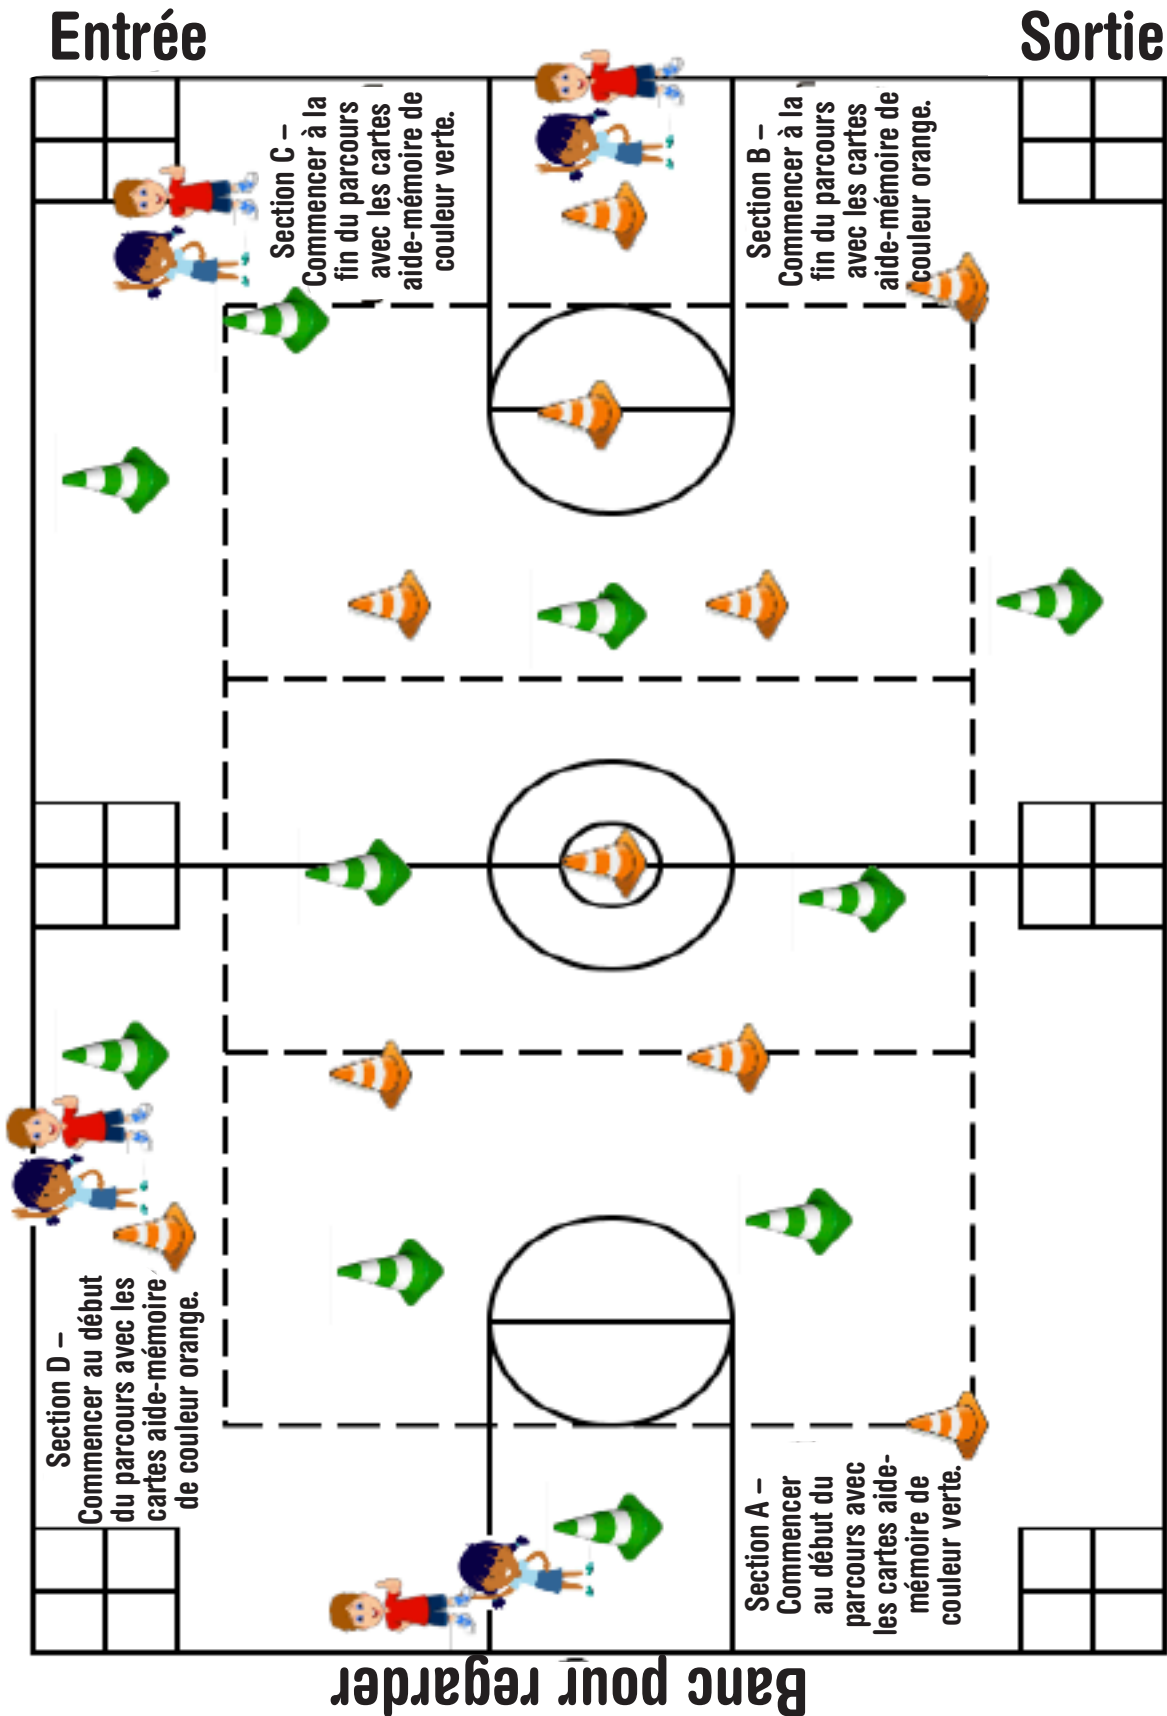 Entrée
Sortie
Section C –
Commencer à la
fin du parcours
avec les cartes
aide-mémoire de
couleur verte.
Section B –
Commencer à la
fin du parcours
avec les cartes
aide-mémoire de
couleur orange.
Section D –
Commencer au début
du parcours avec les
cartes aide-mémoire
de couleur orange.
Section A –
Commencer
au début du
parcours avec
les cartes aide-
mémoire de
couleur verte.
Banc pour regarder